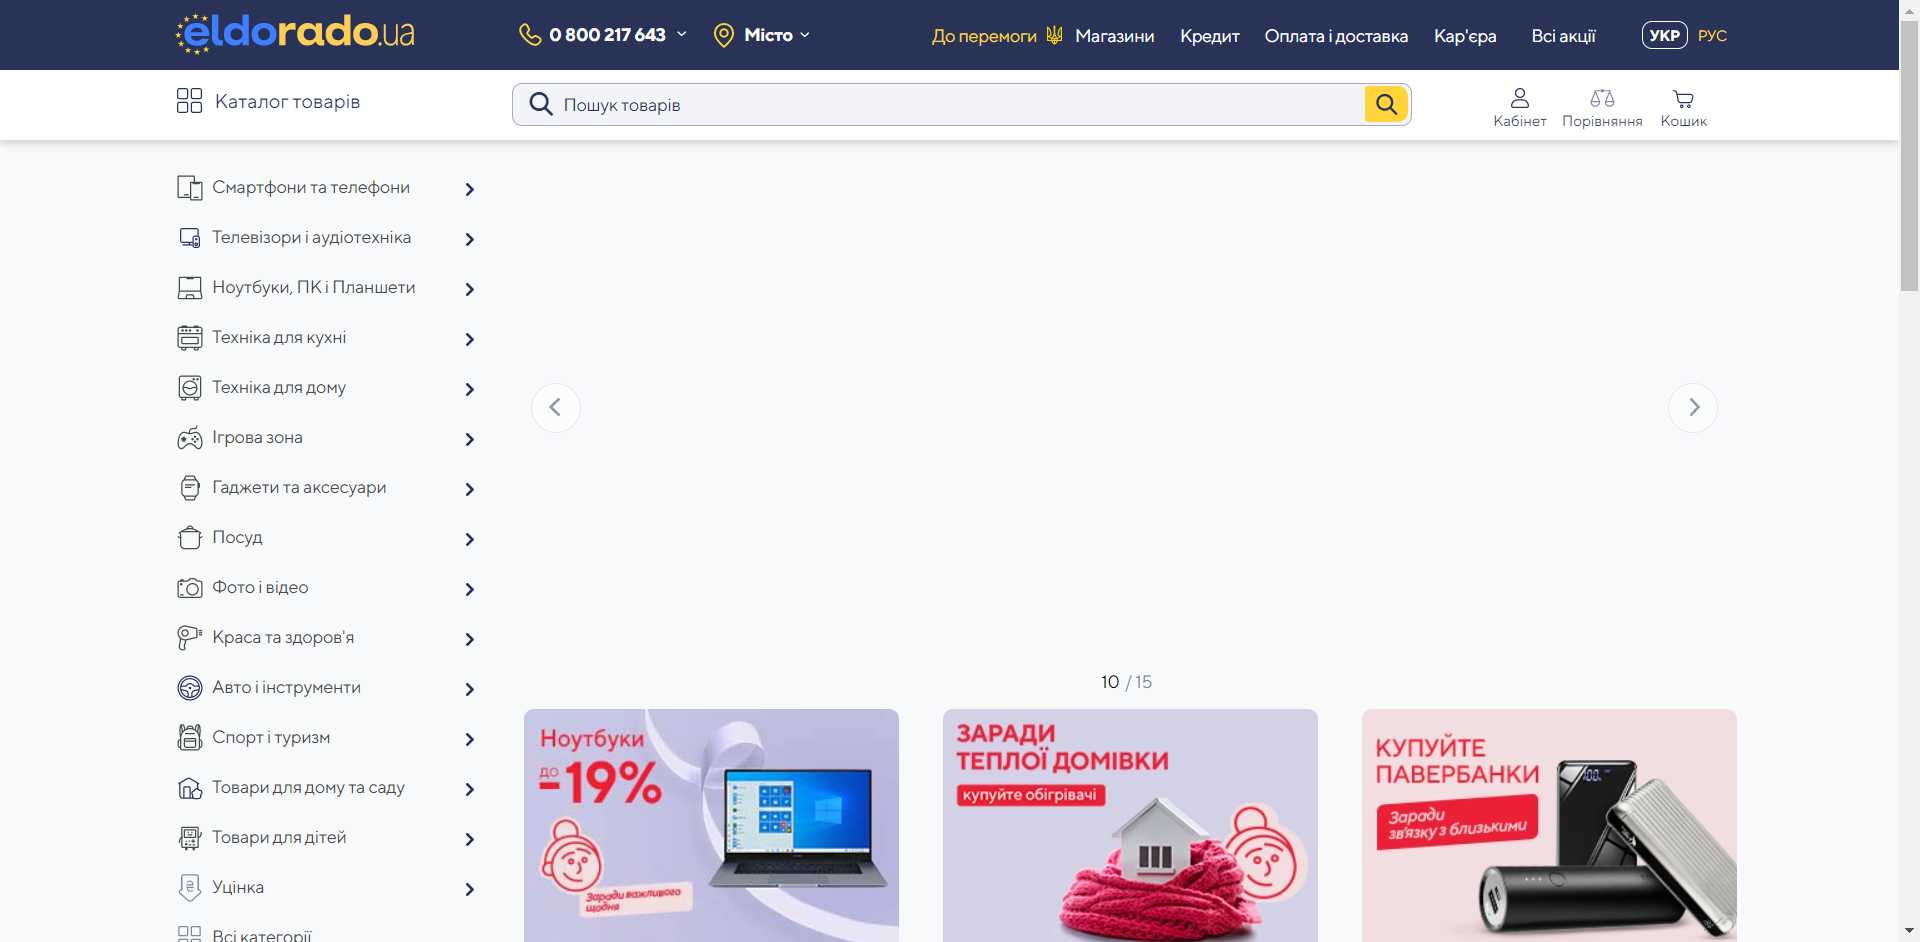 eldorado.ua
0 800 217 643
Місто
До перемоги
Магазини
Кредит
Оплата і доставка
Кар'єра
Всі акції
УКР
РУС
Каталог товарів
Пошук товарів
Кабінет
Порівняння
Кошик
Смартфони та телефони
Телевізори і аудіотехніка
Ноутбуки, ПК і Планшети
Техніка для кухні
Техніка для дому
Ігрова зона
Гаджети та аксесуари
Посуд
Фото і відео
Краса та здоров'я
Авто і інструменти
Спорт і туризм
Товари для дому та саду
Товари для дітей
Уцінка
Всі категорії
10 / 15
Ноутбуки
до
-19%
Заради важливого
щодня
ЗАРАДИ
ТЕПЛОЇ ДОМІВКИ
купуйте обігрівачі
КУПУЙТЕ
ПАВЕРБАНКИ
Заради
зв'язку з близькими
100%